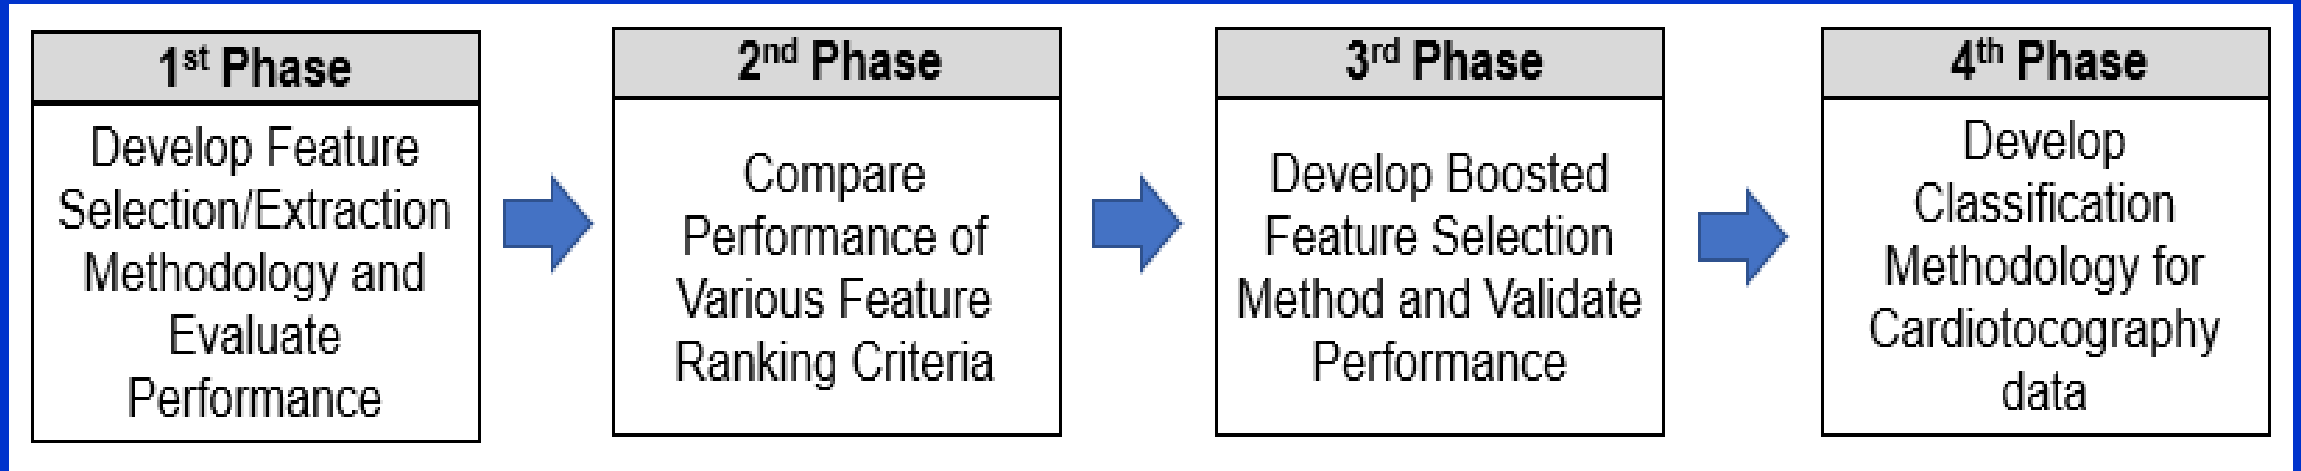 1st Phase
Develop Feature
Selection/Extraction
Methodology and
Evaluate
Performance
2nd Phase
Compare
Performance of
Various Feature
Ranking Criteria
3rd Phase
Develop Boosted
Feature Selection
Method and Validate
Performance
4th Phase
Develop
Classification
Methodology for
Cardiotocography
data